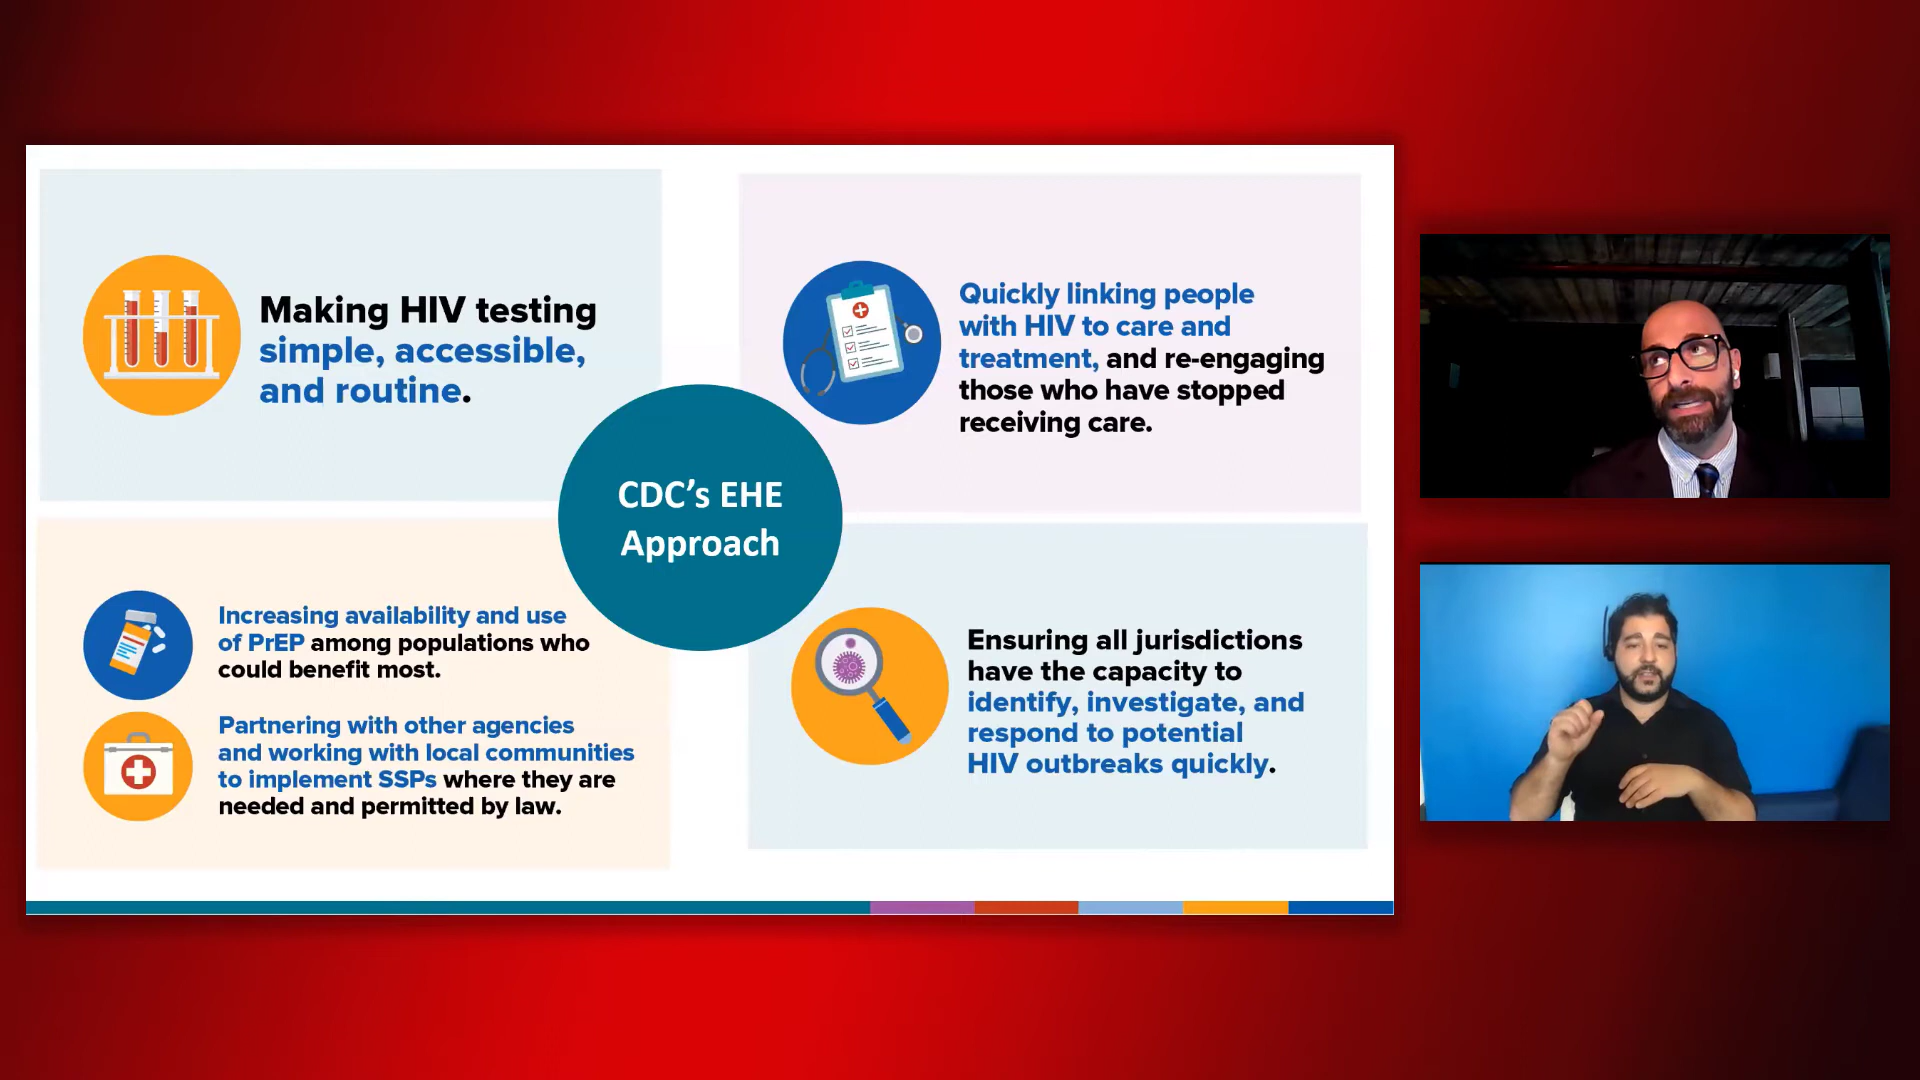 Making HIV testing
simple, accessible,
and routine.
Quickly linking people
with HIV to care and
treatment, and re-engaging
those who have stopped
receiving care.
CDC’s EHE
Approach
Increasing availability and use
of PrEP among populations who
could benefit most.
Partnering with other agencies
and working with local communities
to implement SSPs where they are
needed and permitted by law.
Ensuring all jurisdictions
have the capacity to
identify, investigate, and
respond to potential
HIV outbreaks quickly.